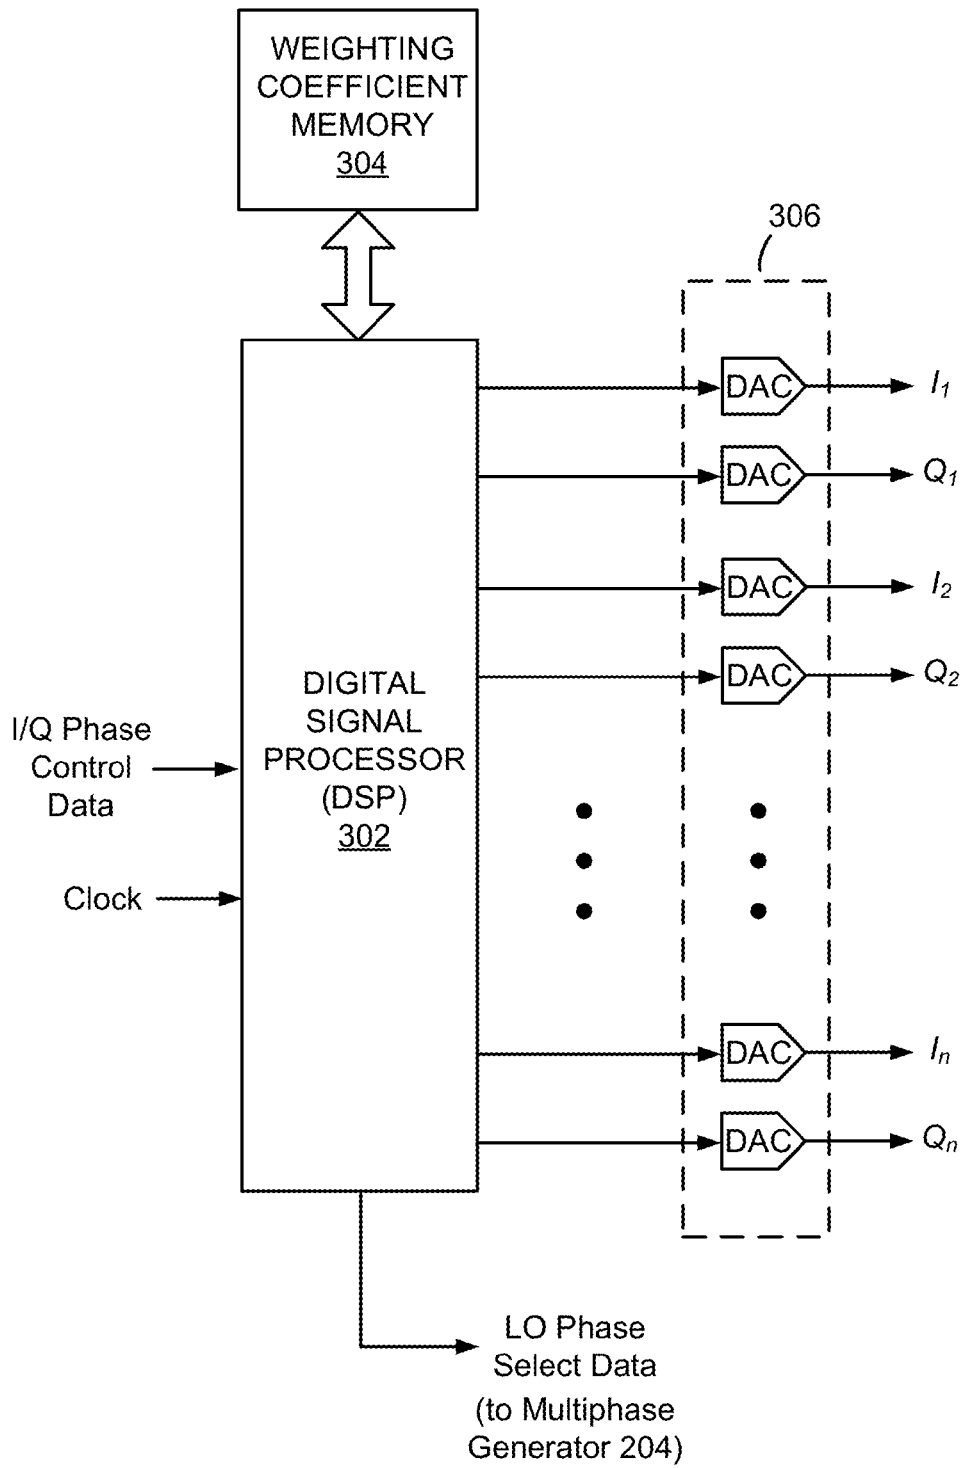 WEIGHTING
COEFFICIENT
MEMORY
304
306
DAC
I1
DAC
Q1
DAC
I2
DAC
Q2
DIGITAL
SIGNAL
PROCESSOR
(DSP)
302
I/Q Phase
Control
Data
Clock
DAC
In
DAC
Qn
LO Phase
Select Data
(to Multiphase
Generator 204)